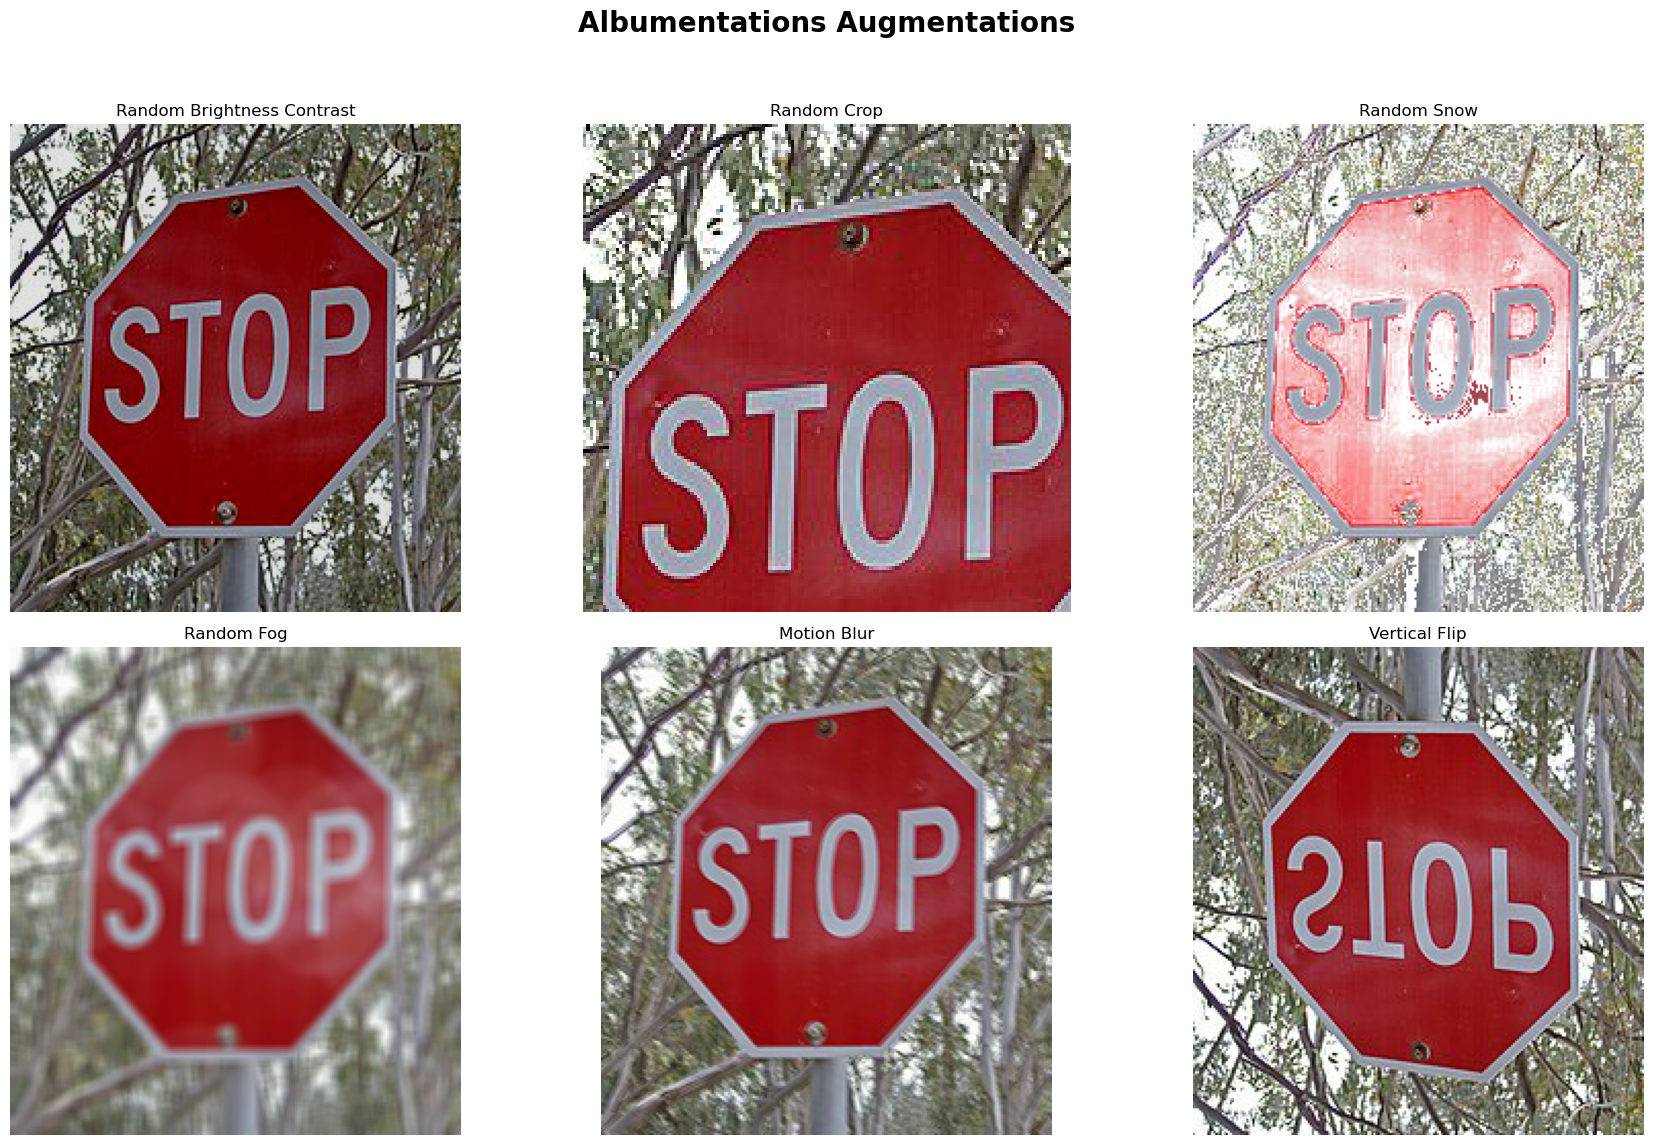 Albumentations Augmentations
Random Brightness Contrast
Random Crop
Random Snow
STOP
STOP
STOP
Random Fog
Motion Blur
Vertical Flip
STOP
STOP
STOP